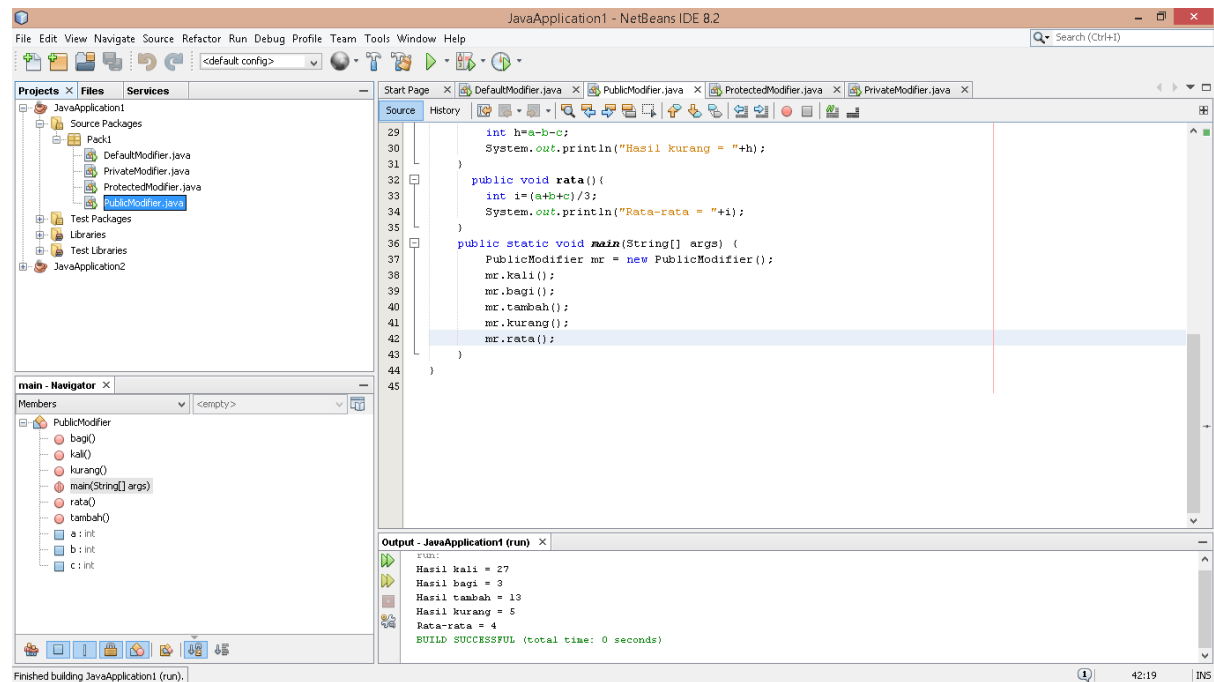 JavaApplication1 - NetBeans IDE 8.2
File Edit View Navigate Source Refactor Run Debug Profile Team Tools Window Help
Search (Ctrl+I)
<default config>
Projects Files Services
JavaApplication1
Source Packages
Pack1
DefaultModifier.java
PrivateModifier.java
ProtectedModifier.java
PublicModifier.java
Test Packages
Libraries
Test Libraries
JavaApplication2
main - Navigator
Members <empty>
PublicModifier
bagi()
kali()
kurang()
main(String[] args)
rata()
tambah()
a : int
b : int
c : int
Start Page DefaultModifier.java PublicModifier.java ProtectedModifier.java PrivateModifier.java
Source History
29 int h=a-b-c;
30 System.out.println("Hasil kurang = "+h);
31 }
32 public void rata(){
33 int i=(a+b+c)/3;
34 System.out.println("Rata-rata = "+i);
35 }
36 public static void main(String[] args) {
37 PublicModifier mr = new PublicModifier();
38 mr.kali();
39 mr.bagi();
40 mr.tambah();
41 mr.kurang();
42 mr.rata();
43 }
44 }
45
Output - JavaApplication1 (run)
run:
Hasil kali = 27
Hasil bagi = 3
Hasil tambah = 13
Hasil kurang = 5
Rata-rata = 4
BUILD SUCCESSFUL (total time: 0 seconds)
Finished building JavaApplication1 (run).
1
42:19
INS